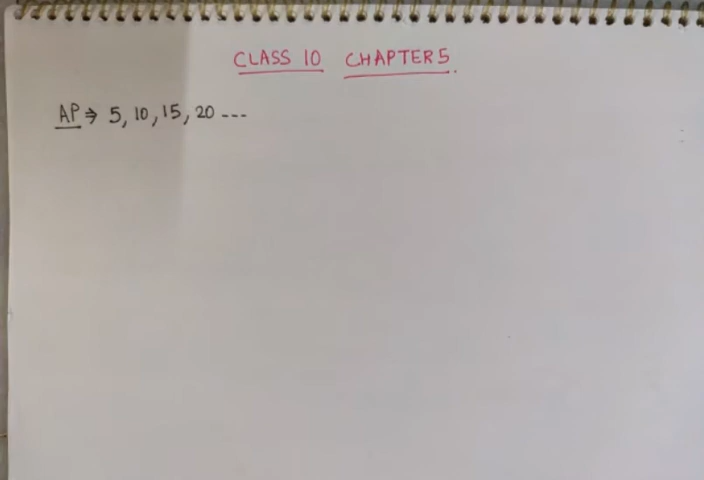 CLASS 10 CHAPTER 5.
AP ⇒ 5, 10, 15, 20 ---